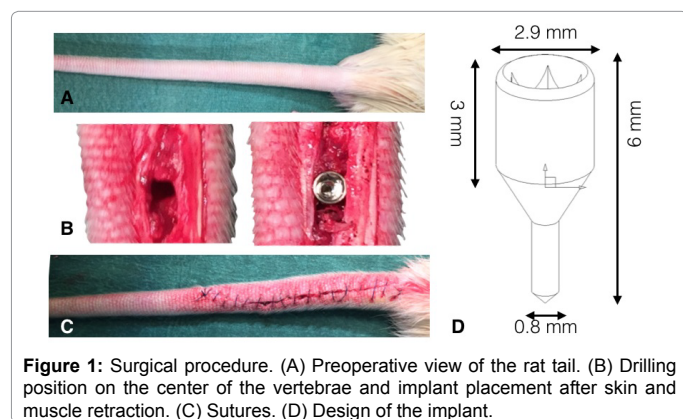 2.9 mm
A
3 mm
6 mm
B
C
D
0.8 mm
Figure 1: Surgical procedure. (A) Preoperative view of the rat tail. (B) Drilling
position on the center of the vertebrae and implant placement after skin and
muscle retraction. (C) Sutures. (D) Design of the implant.